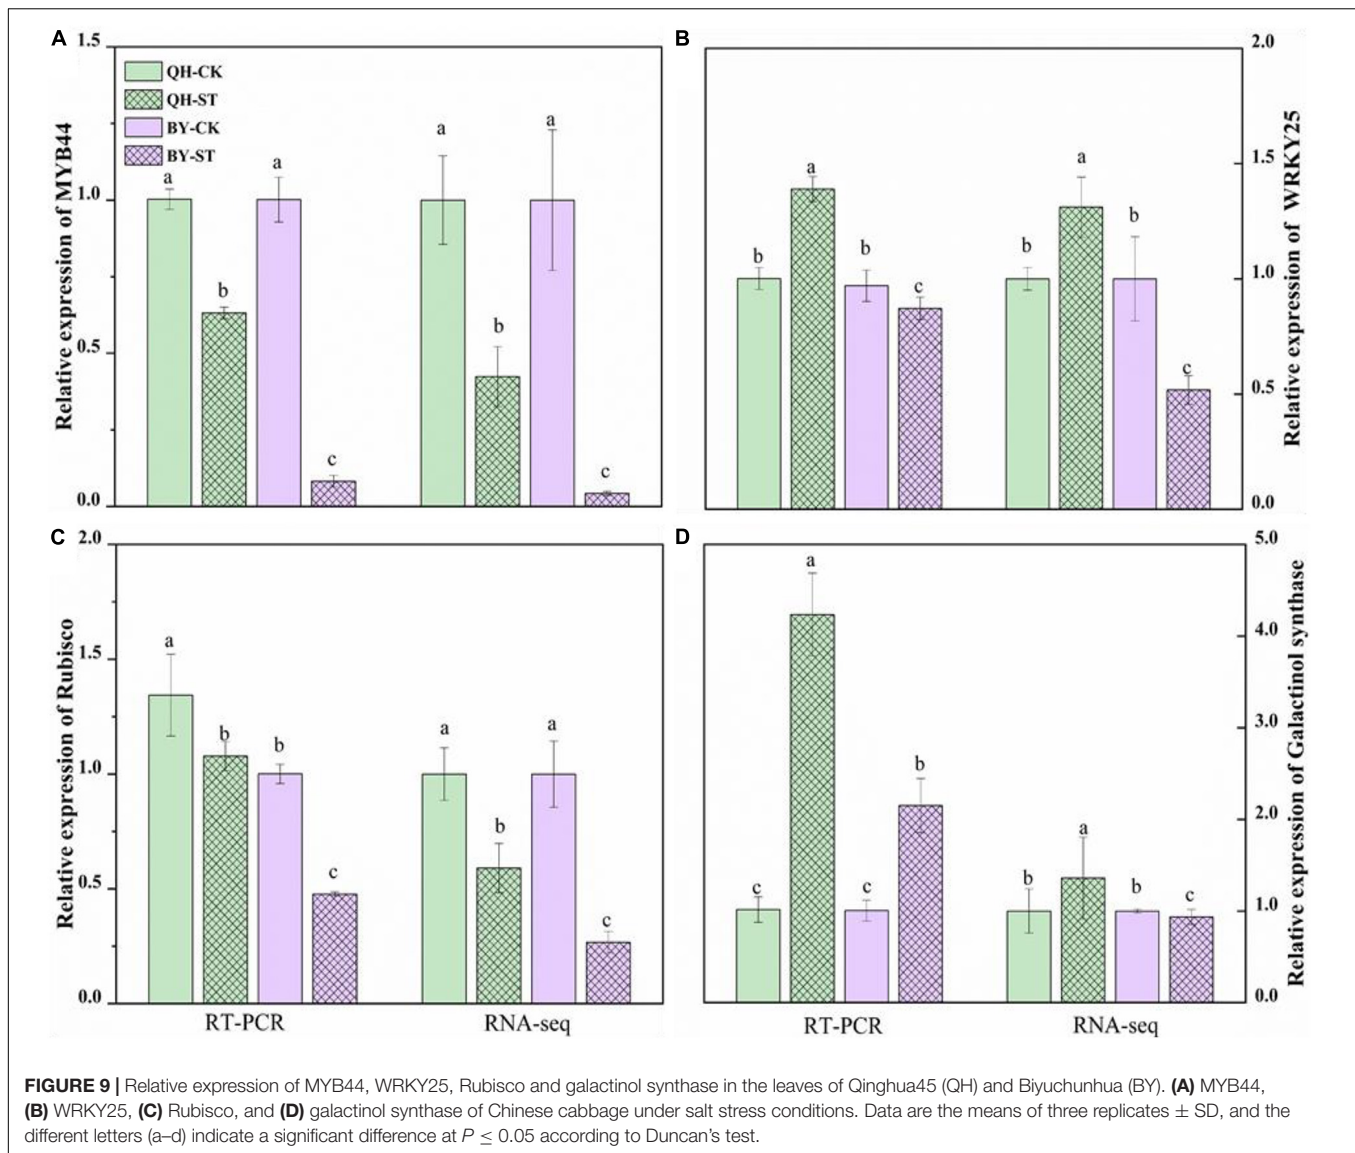 A
B
1.5
1.0
0.5
0.0
Relative expression of MYB44
QH-CK
QH-ST
BY-CK
BY-ST
a
b
a
c
a
b
a
c
2.0
1.5
1.0
0.5
0.0
Relative expression of WRKY25
b
a
b
c
b
a
b
c
C
D
2.0
1.5
1.0
0.5
0.0
Relative expression of Rubisco
a
b
b
c
a
b
a
c
RT-PCR
RNA-seq
5.0
4.0
3.0
2.0
1.0
0.0
Relative expression of Galactinol synthase
c
a
c
b
b
a
b
c
RT-PCR
RNA-seq
FIGURE 9 | Relative expression of MYB44, WRKY25, Rubisco and galactinol synthase in the leaves of Qinghua45 (QH) and Biyuchunhua (BY). (A) MYB44,
(B) WRKY25, (C) Rubisco, and (D) galactinol synthase of Chinese cabbage under salt stress conditions. Data are the means of three replicates ± SD, and the
different letters (a–d) indicate a significant difference at P ≤ 0.05 according to Duncan's test.